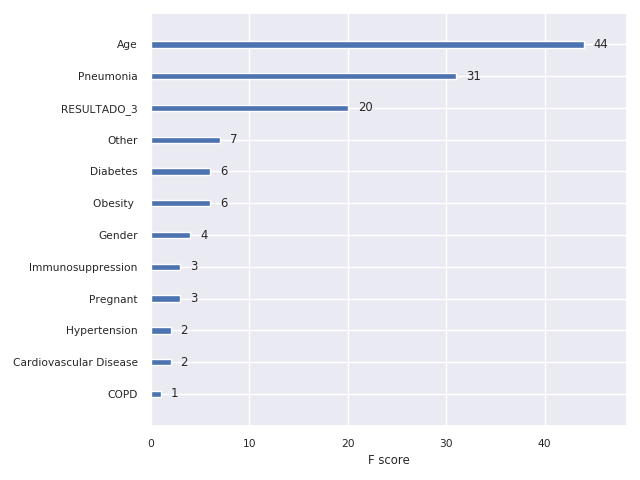 Age 44
Pneumonia 31
RESULTADO_3 20
Other 7
Diabetes 6
Obesity 6
Gender 4
Immunosuppression 3
Pregnant 3
Hypertension 2
Cardiovascular Disease 2
COPD 1
0 10 20 30 40
F score